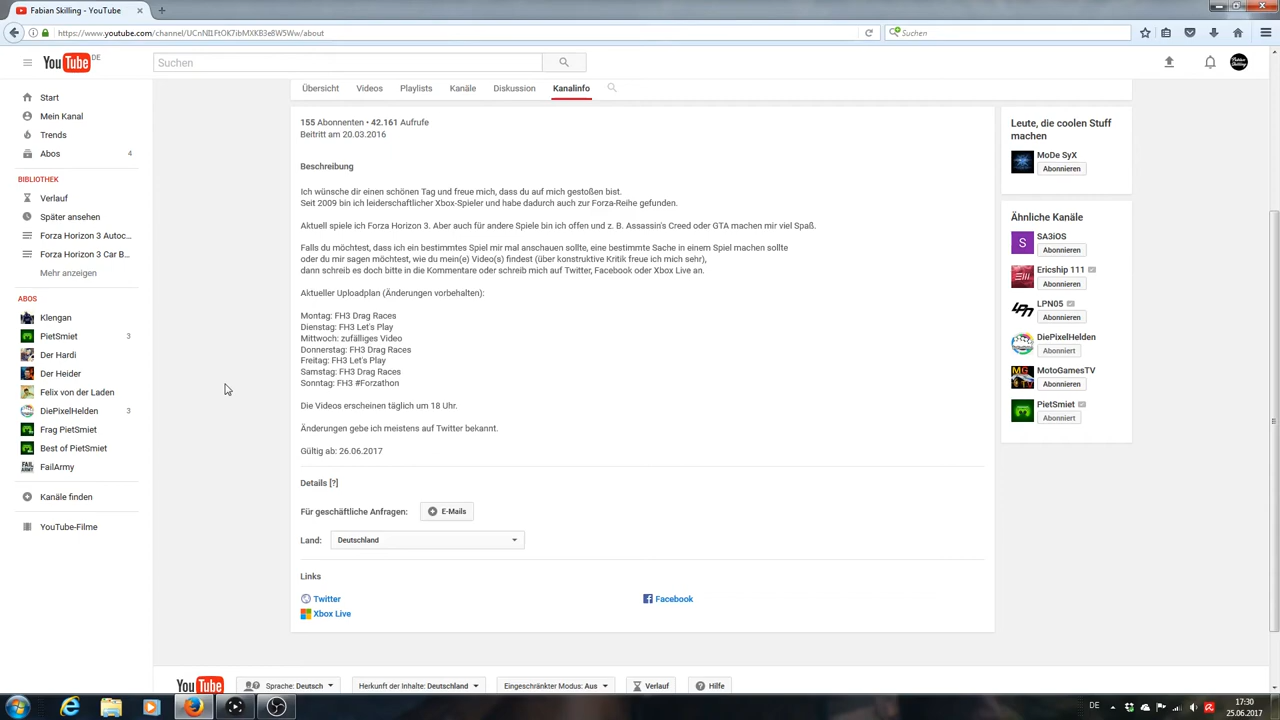 Fabian Skilling - YouTube
https://www.youtube.com/channel/UCnNI1FtOK7ibMXKB3e8W5Ww/about
Suchen
YouTube DE
Suchen
Start
Mein Kanal
Trends
Abos 4
BIBLIOTHEK
Verlauf
Später ansehen
Forza Horizon 3 Autoc...
Forza Horizon 3 Car B...
Mehr anzeigen
ABOS
Klengan
PietSmiet 3
Der Hardi
Der Heider
Felix von der Laden
DiePixelHelden 3
Frag PietSmiet
Best of PietSmiet
FailArmy
Kanäle finden
YouTube-Filme
Übersicht Videos Playlists Kanäle Diskussion Kanalinfo
155 Abonnenten • 42.161 Aufrufe
Beitritt am 20.03.2016
Beschreibung
Ich wünsche dir einen schönen Tag und freue mich, dass du auf mich gestoßen bist.
Seit 2009 bin ich leiderschaftlicher Xbox-Spieler und habe dadurch auch zur Forza-Reihe gefunden.
Aktuell spiele ich Forza Horizon 3. Aber auch für andere Spiele bin ich offen und z. B. Assassin's Creed oder GTA machen mir viel Spaß.
Falls du möchtest, dass ich ein bestimmtes Spiel mir mal anschauen sollte, eine bestimmte Sache in einem Spiel machen sollte
oder du mir sagen möchtest, wie du mein(e) Video(s) findest (über konstruktive Kritik freue ich mich sehr),
dann schreib es doch bitte in die Kommentare oder schreib mich auf Twitter, Facebook oder Xbox Live an.
Aktueller Uploadplan (Änderungen vorbehalten):
Montag: FH3 Drag Races
Dienstag: FH3 Let's Play
Mittwoch: zufälliges Video
Donnerstag: FH3 Drag Races
Freitag: FH3 Let's Play
Samstag: FH3 Drag Races
Sonntag: FH3 #Forzathon
Die Videos erscheinen täglich um 18 Uhr.
Änderungen gebe ich meistens auf Twitter bekannt.
Gültig ab: 26.06.2017
Details [?]
Für geschäftliche Anfragen: E-Mails
Land: Deutschland
Links
Twitter Facebook
Xbox Live
Leute, die coolen Stuff
machen
MoDe SyX
Abonnieren
Ähnliche Kanäle
SA3iOS
Abonnieren
Ericship 111
Abonnieren
LPN05
Abonnieren
DiePixelHelden
Abonniert
MotoGamesTV
Abonnieren
PietSmiet
Abonniert
YouTube Sprache: Deutsch Herkunft der Inhalte: Deutschland Eingeschränkter Modus: Aus Verlauf Hilfe
DE 17:30
25.06.2017